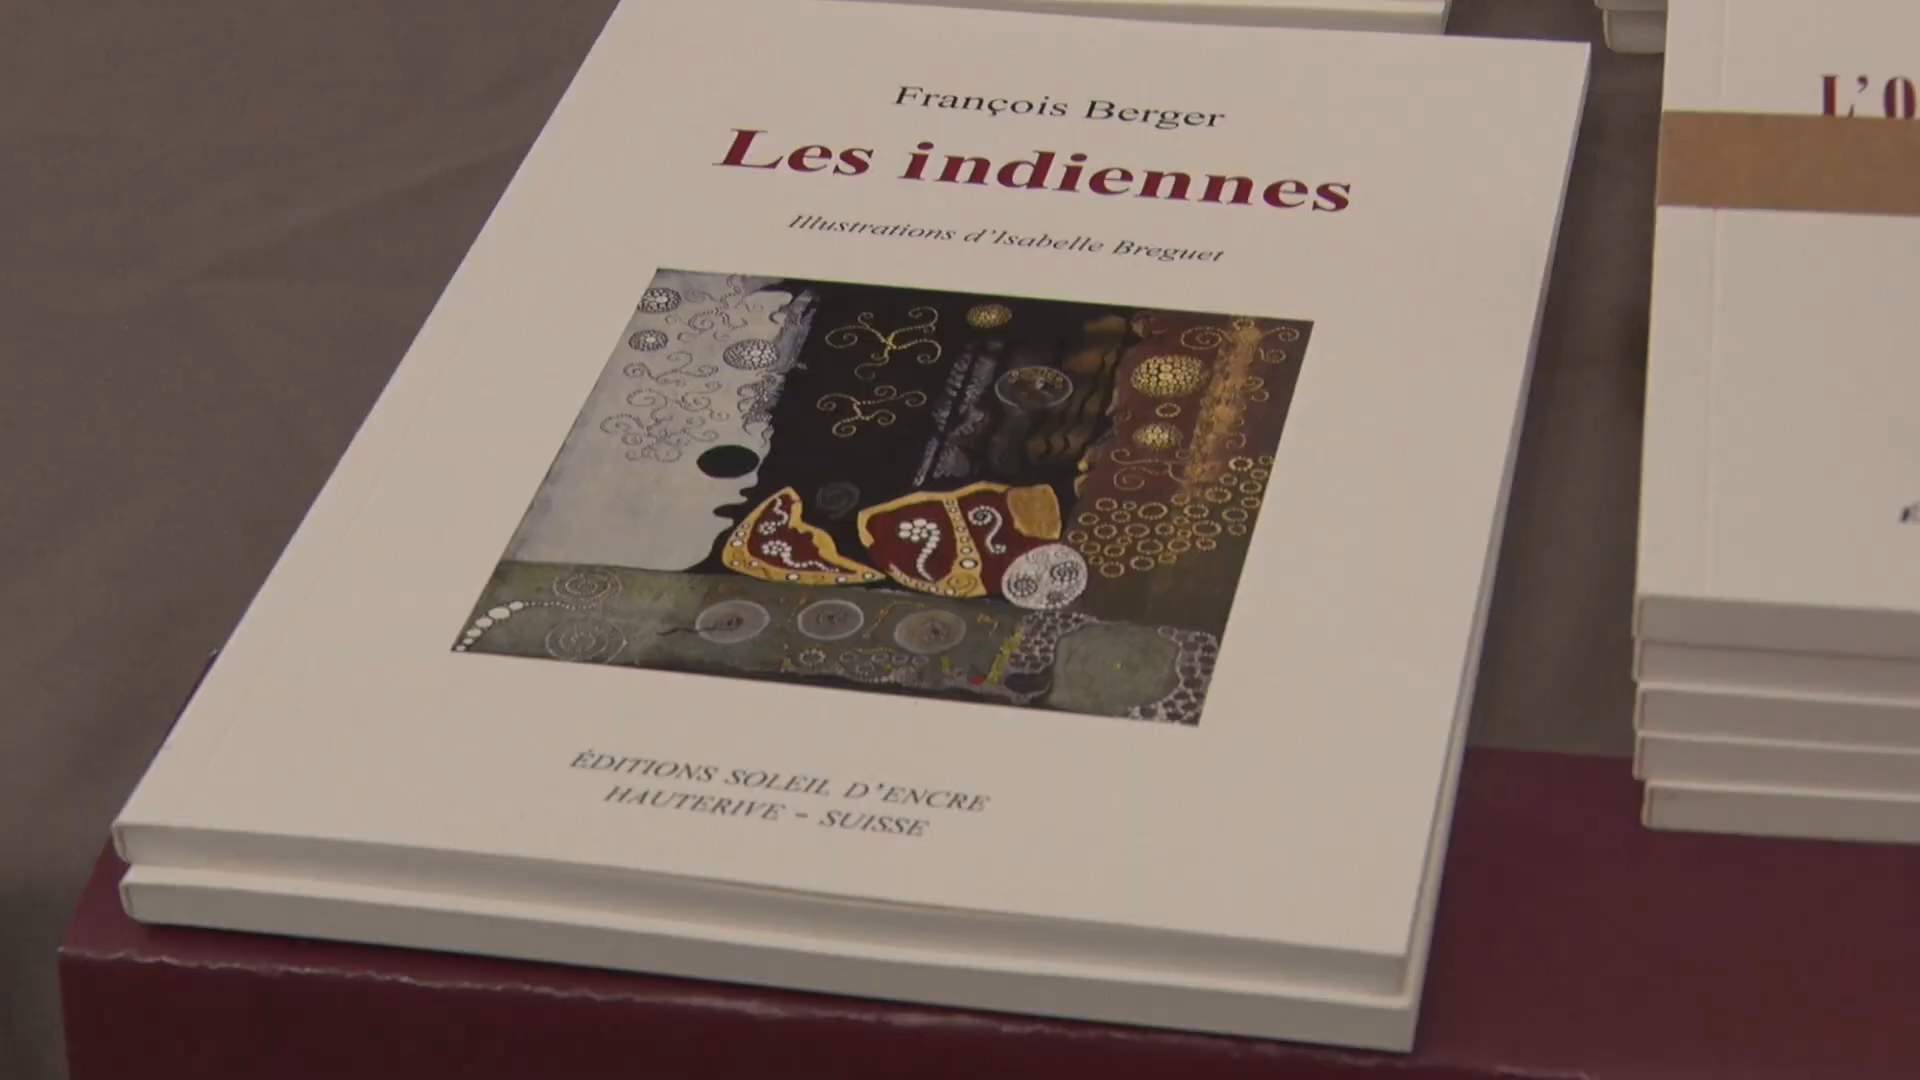 François Berger
Les indiennes
Illustrations d'Isabelle Breguet
ÉDITIONS SOLEIL D'ENCRE
HAUTERIVE - SUISSE